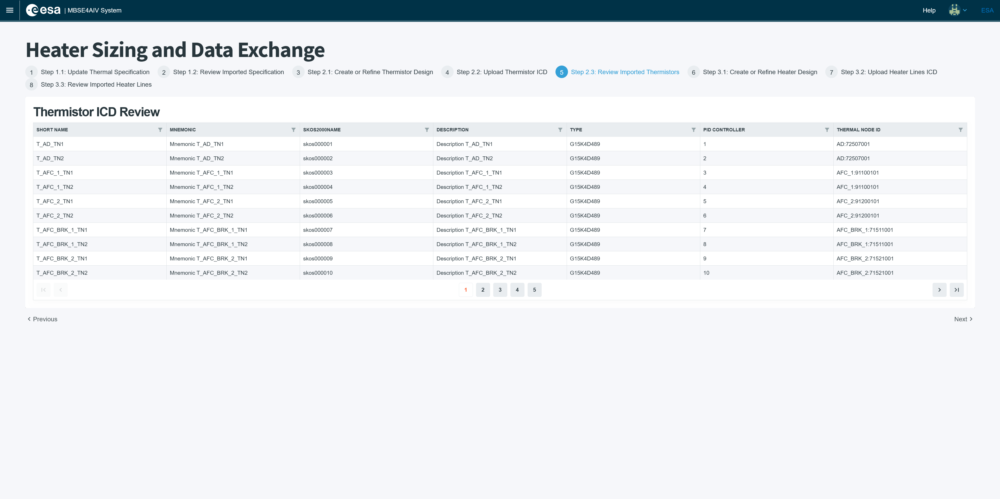 esa | MBSE4AIV System Help ESA
Heater Sizing and Data Exchange
1 Step 1.1: Update Thermal Specification 2 Step 1.2: Review Imported Specification 3 Step 2.1: Create or Refine Thermistor Design 4 Step 2.2: Upload Thermistor ICD 5 Step 2.3: Review Imported Thermistors 6 Step 3.1: Create or Refine Heater Design 7 Step 3.2: Upload Heater Lines ICD
8 Step 3.3: Review Imported Heater Lines
Thermistor ICD Review
SHORT NAME MNEMONIC SKOS2000NAME DESCRIPTION TYPE PID CONTROLLER THERMAL NODE ID
T_AD_TN1 Mnemonic T_AD_TN1 skos000001 Description T_AD_TN1 G15K4D489 1 AD:72507001
T_AD_TN2 Mnemonic T_AD_TN2 skos000002 Description T_AD_TN2 G15K4D489 2 AD:72507001
T_AFC_1_TN1 Mnemonic T_AFC_1_TN1 skos000003 Description T_AFC_1_TN1 G15K4D489 3 AFC_1:91100101
T_AFC_1_TN2 Mnemonic T_AFC_1_TN2 skos000004 Description T_AFC_1_TN2 G15K4D489 4 AFC_1:91100101
T_AFC_2_TN1 Mnemonic T_AFC_2_TN1 skos000005 Description T_AFC_2_TN1 G15K4D489 5 AFC_2:91200101
T_AFC_2_TN2 Mnemonic T_AFC_2_TN2 skos000006 Description T_AFC_2_TN2 G15K4D489 6 AFC_2:91200101
T_AFC_BRK_1_TN1 Mnemonic T_AFC_BRK_1_TN1 skos000007 Description T_AFC_BRK_1_TN1 G15K4D489 7 AFC_BRK_1:71511001
T_AFC_BRK_1_TN2 Mnemonic T_AFC_BRK_1_TN2 skos000008 Description T_AFC_BRK_1_TN2 G15K4D489 8 AFC_BRK_1:71511001
T_AFC_BRK_2_TN1 Mnemonic T_AFC_BRK_2_TN1 skos000009 Description T_AFC_BRK_2_TN1 G15K4D489 9 AFC_BRK_2:71521001
T_AFC_BRK_2_TN2 Mnemonic T_AFC_BRK_2_TN2 skos000010 Description T_AFC_BRK_2_TN2 G15K4D489 10 AFC_BRK_2:71521001
1 2 3 4 5
Previous Next